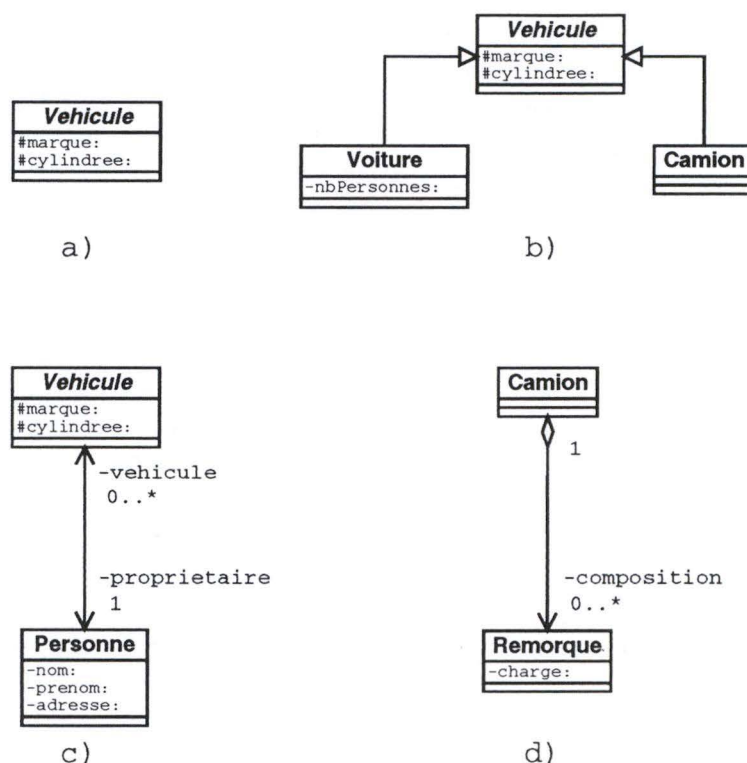 Vehicule
#marque:
#cylindree:
a)
Vehicule
#marque:
#cylindree:
Voiture
-nbPersonnes:
Camion
b)
Vehicule
#marque:
#cylindree:
-vehicule
0..*
-proprietaire
1
Personne
-nom:
-prenom:
-adresse:
c)
Camion
1
-composition
0..*
Remorque
-charge:
d)